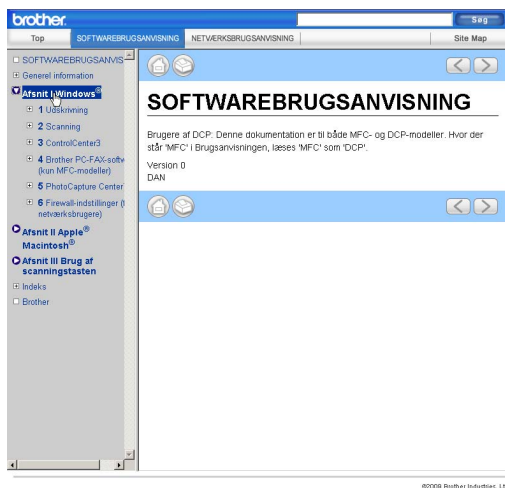 brother.
Søg
Top
SOFTWAREBRUGSANVISNING
NETVÆRKSBRUGSANVISNING
Site Map
SOFTWAREBRUGSANVIS
Generel information
Afsnit I Windows®
1 Udskrivning
2 Scanning
3 ControlCenter3
4 Brother PC-FAX-softw
(kun MFC-modeller)
5 PhotoCapture Center
6 Firewall-indstillinger (f
netværksbrugere)
Afsnit II Apple®
Macintosh®
Afsnit III Brug af
scanningstasten
Indeks
Brother
SOFTWAREBRUGSANVISNING
Brugere af DCP: Denne dokumentation er til både MFC- og DCP-modeller. Hvor der
står 'MFC' i Brugsanvisningen, læses 'MFC' som 'DCP'.
Version 0
DAN
©2009 Brother Industries, Lt